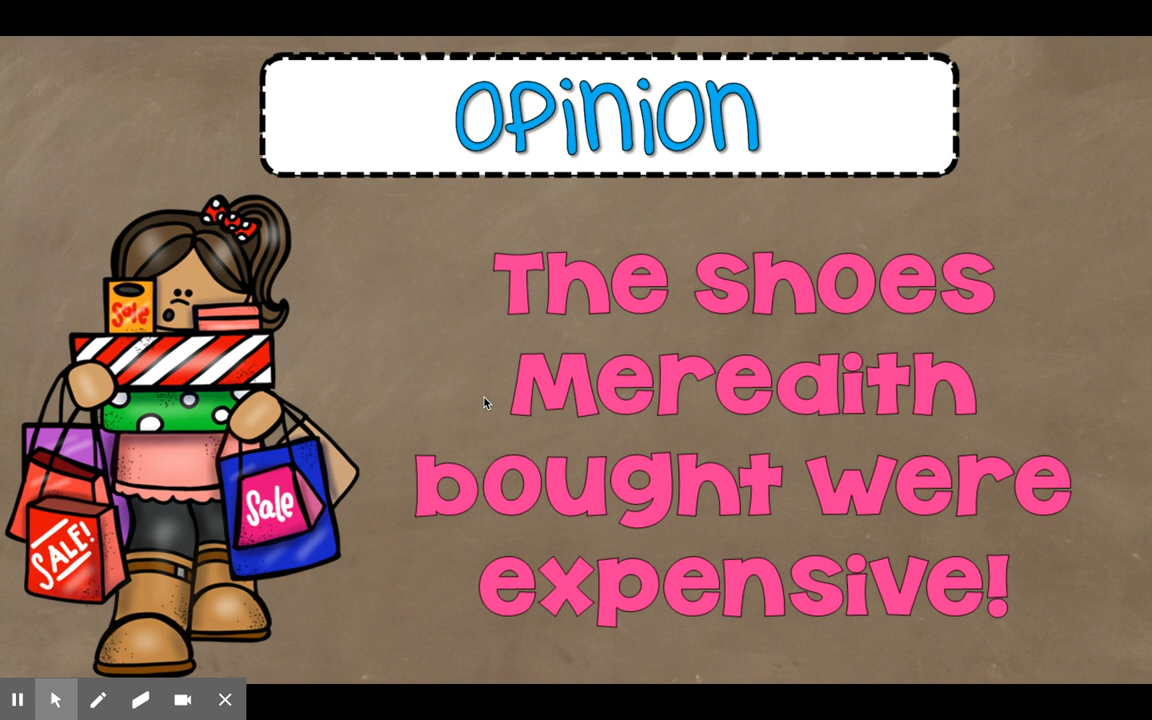 Opinion
Sale
The shoes
Meredith
bought were
expensive!
Sale
SALE!